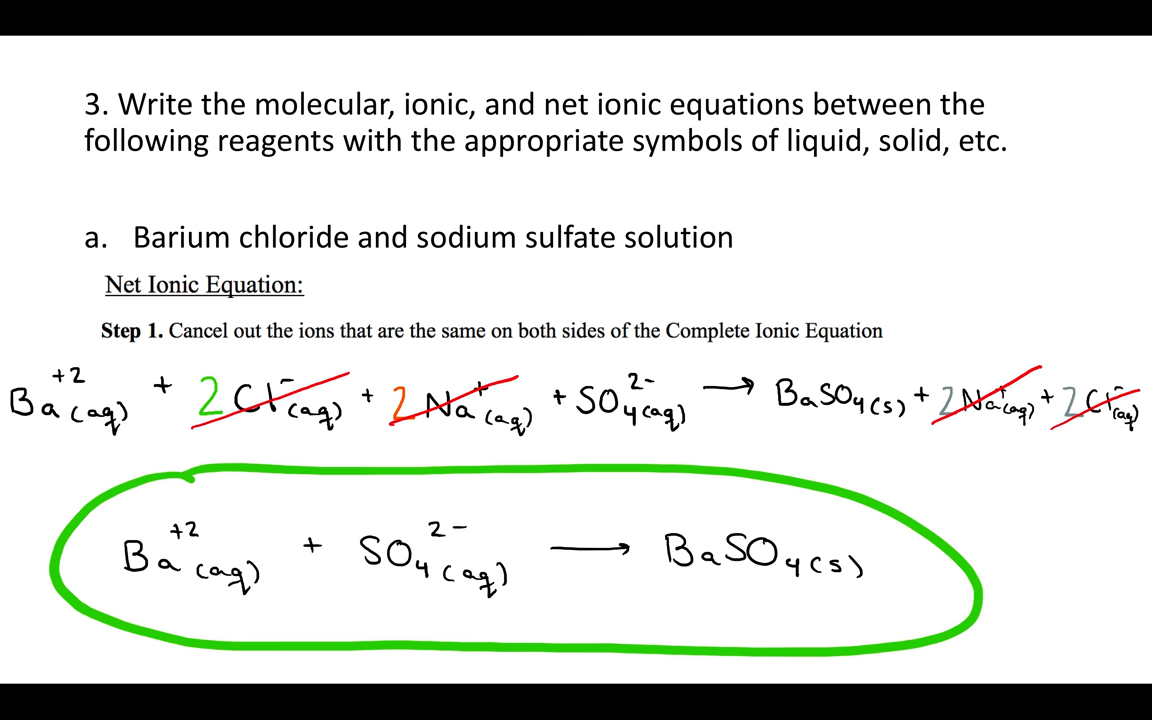 3. Write the molecular, ionic, and net ionic equations between the
following reagents with the appropriate symbols of liquid, solid, etc.
a. Barium chloride and sodium sulfate solution
Net Ionic Equation:
Step 1. Cancel out the ions that are the same on both sides of the Complete Ionic Equation
Ba⁺²(aq) + 2Cl⁻(aq) + 2Na⁺(aq) + SO₄²⁻(aq) → BaSO₄(s) + 2Na⁺(aq) + 2Cl⁻(aq)
Ba⁺²(aq) + SO₄²⁻(aq) → BaSO₄(s)